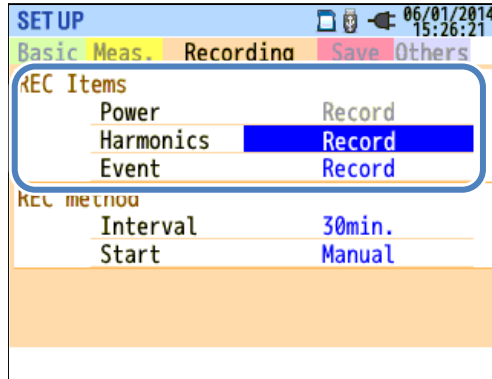 SET UP 06/01/2014
15:26:21
Basic Meas. Recording Save Others
REC Items
Power Record
Harmonics Record
Event Record
REC method
Interval 30min.
Start Manual